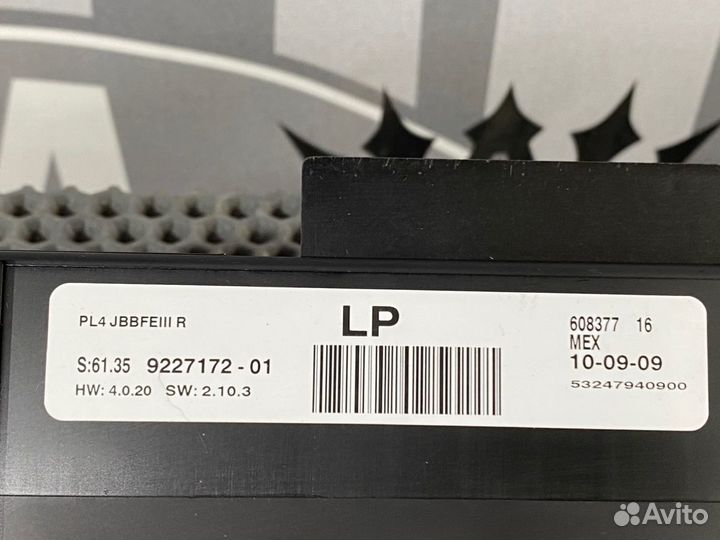 PL4 JBBFEIII R
LP
608377 16
MEX
S:61.35 9227172-01
10-09-09
HW: 4.0.20 SW: 2.10.3
53247940900
Avito